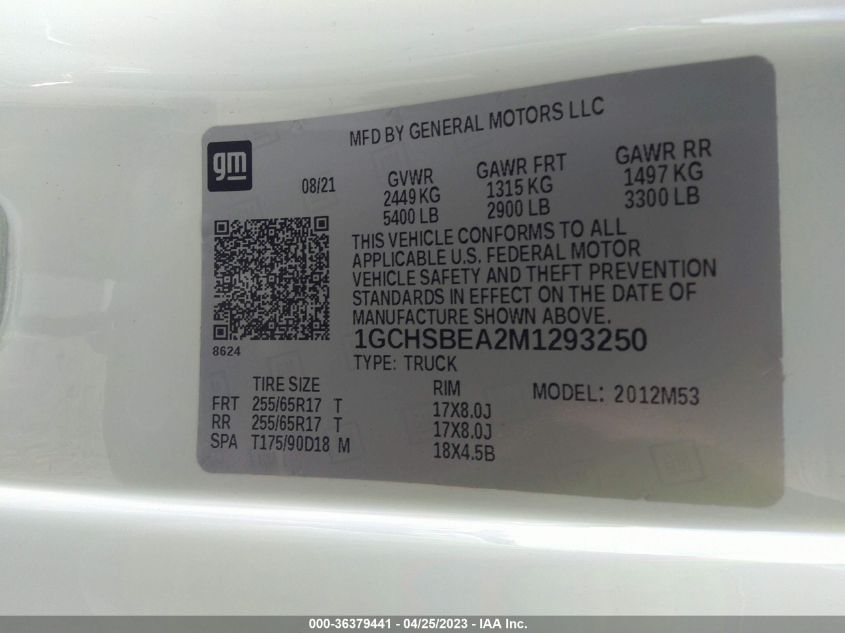 MFD BY GENERAL MOTORS LLC
gm
08/21
GVWR GAWR FRT GAWR RR
2449 KG 1315 KG 1497 KG
5400 LB 2900 LB 3300 LB
THIS VEHICLE CONFORMS TO ALL
APPLICABLE U.S. FEDERAL MOTOR
VEHICLE SAFETY AND THEFT PREVENTION
STANDARDS IN EFFECT ON THE DATE OF
MANUFACTURE SHOWN ABOVE.
8624
1GCHSBEA2M1293250
TYPE: TRUCK
TIRE SIZE RIM MODEL: 2012M53
FRT 255/65R17 T 17X8.0J
RR 255/65R17 T 17X8.0J
SPA T175/90D18 M 18X4.5B
000-36379441 - 04/25/2023 - IAA Inc.